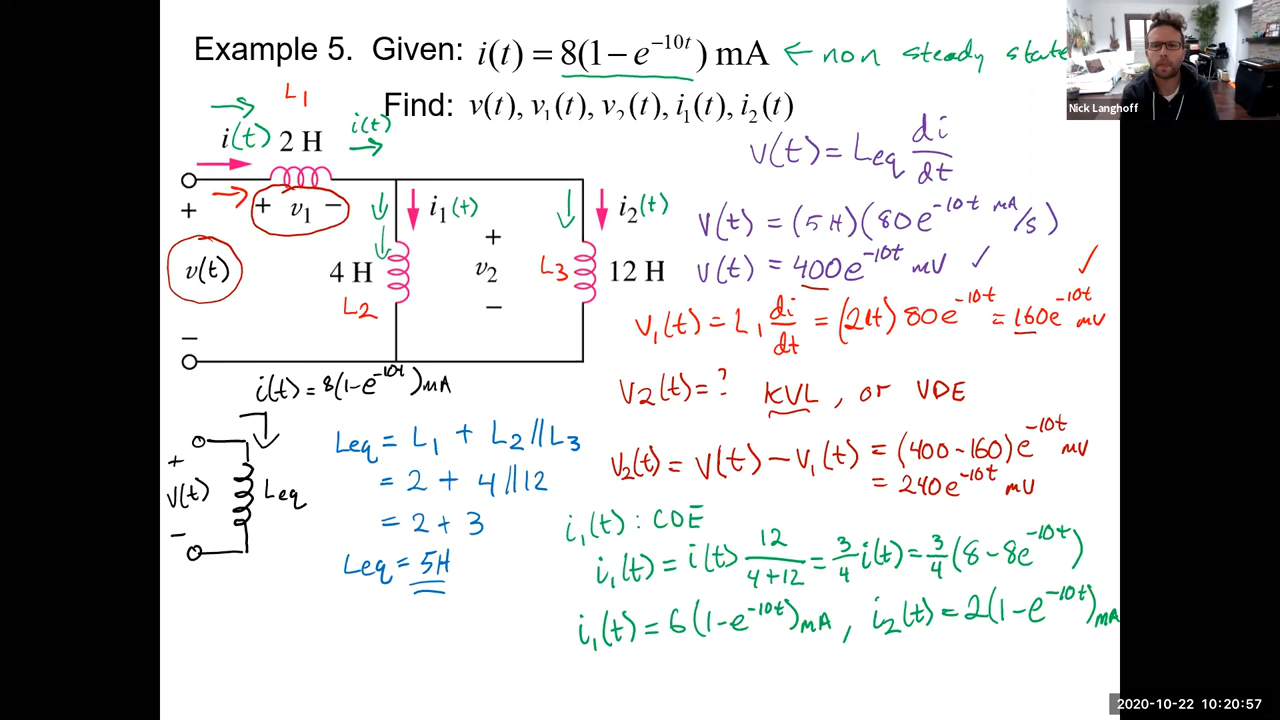 Example 5. Given: i(t) = 8(1 − e^{−10t}) mA ← non steady state
Nick Langhoff
Find: v(t), v₁(t), v₂(t), i₁(t), i₂(t)
L₁
i(t) 2 H i(t)
+ v₁ −
+
v(t)
−
i₁(t)
4 H
L2
+
v₂
−
i₂(t)
L3 12 H
i(t) = 8(1-e^{-10t}) mA
+
v(t) Leq
−
Leq = L₁ + L₂//L₃
= 2 + 4//12
= 2 + 3
Leq = 5H
v(t) = Leq di/dt
v(t) = (5H)(80e^{-10t} mA/s)
v(t) = 400e^{-10t} mV ✓ ✓
v₁(t) = L₁ di/dt = (2H) 80e^{-10t} = 160e^{-10t} mV
v₂(t) = ? KVL, or VDE
v₂(t) = v(t) − v₁(t) = (400-160)e^{-10t} mV
= 240e^{-10t} mV
i₁(t) : CDE
i₁(t) = i(t) 12/(4+12) = 3/4 i(t) = 3/4 (8-8e^{-10t})
i₁(t) = 6(1-e^{-10t}) mA, i₂(t) = 2(1-e^{-10t}) mA
2020-10-22 10:20:57